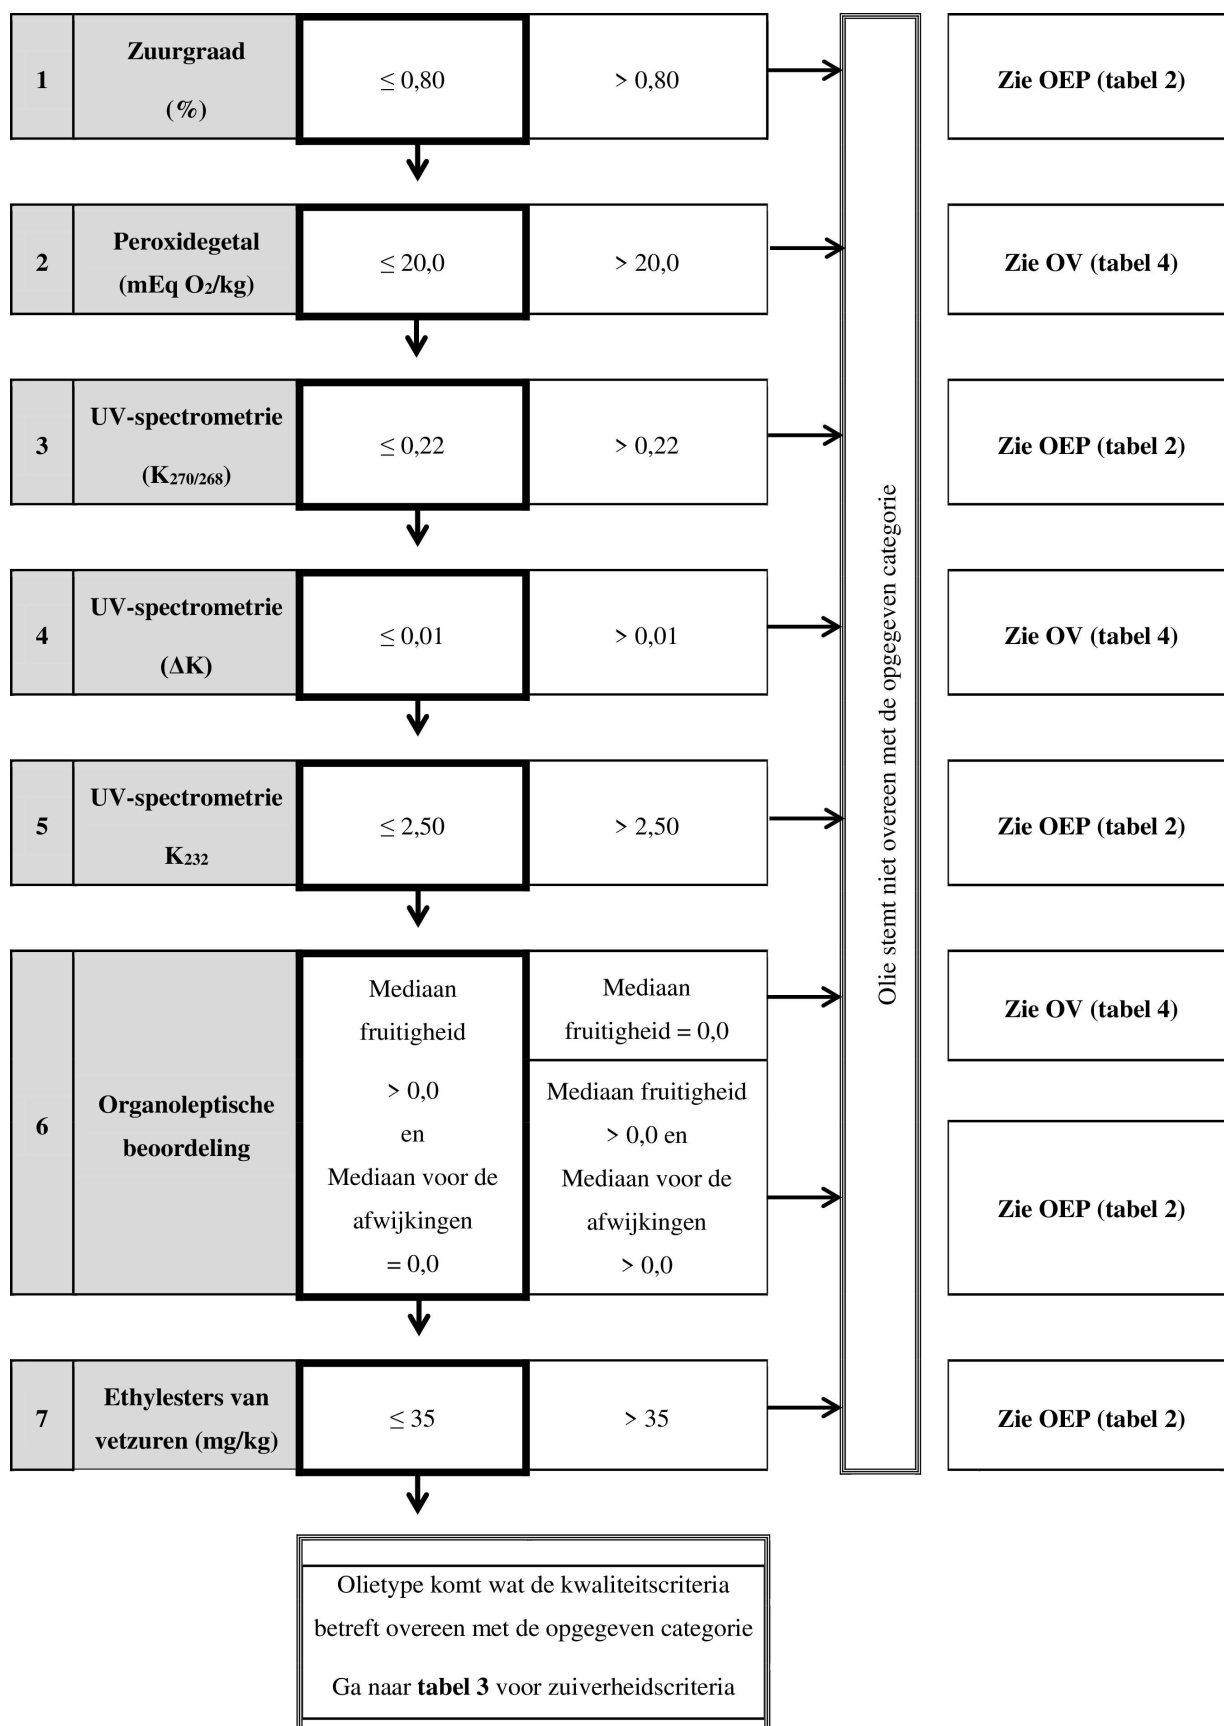 1
Zuurgraad
(%)
≤ 0,80
> 0,80
Zie OEP (tabel 2)
2
Peroxidegetal
(mEq O₂/kg)
≤ 20,0
> 20,0
Zie OV (tabel 4)
3
UV-spectrometrie
(K₂₇₀/₂₆₈)
≤ 0,22
> 0,22
Zie OEP (tabel 2)
4
UV-spectrometrie
(ΔK)
≤ 0,01
> 0,01
Zie OV (tabel 4)
5
UV-spectrometrie
K₂₃₂
≤ 2,50
> 2,50
Zie OEP (tabel 2)
6
Organoleptische
beoordeling
Mediaan
fruitigheid
> 0,0
en
Mediaan voor de
afwijkingen
= 0,0
Mediaan
fruitigheid = 0,0
Zie OV (tabel 4)
Mediaan fruitigheid
> 0,0 en
Mediaan voor de
afwijkingen
> 0,0
Zie OEP (tabel 2)
7
Ethylesters van
vetzuren (mg/kg)
≤ 35
> 35
Zie OEP (tabel 2)
Olie stemt niet overeen met de opgegeven categorie
Olietype komt wat de kwaliteitscriteria
betreft overeen met de opgegeven categorie
Ga naar tabel 3 voor zuiverheidscriteria